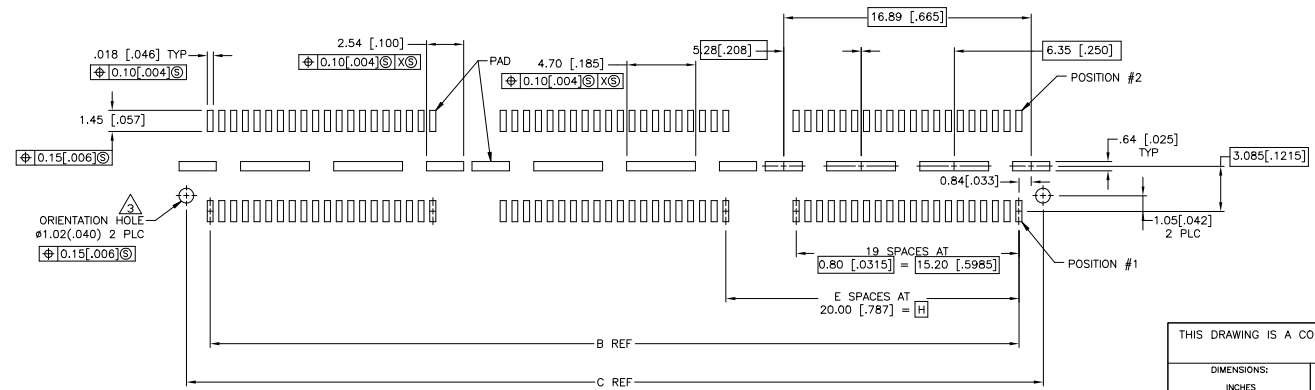 16.89 [.665]
.018 [.046] TYP
⌖ 0.10[.004]Ⓢ
2.54 [.100]
⌖ 0.10[.004]Ⓢ XⓈ
PAD
4.70 [.185]
⌖ 0.10[.004]Ⓢ XⓈ
5.28[.208]
6.35 [.250]
POSITION #2
1.45 [.057]
⌖ 0.15[.006]Ⓢ
.64 [.025]
TYP
3.085[.1215]
0.84[.033]
3
ORIENTATION HOLE
ø1.02(.040) 2 PLC
⌖ 0.15[.006]Ⓢ
1.05[.042]
2 PLC
19 SPACES AT
0.80 [.0315] = 15.20 [.5985]
POSITION #1
E SPACES AT
20.00 [.787] = H
B REF
C REF
THIS DRAWING IS A CO
DIMENSIONS:
INCHES